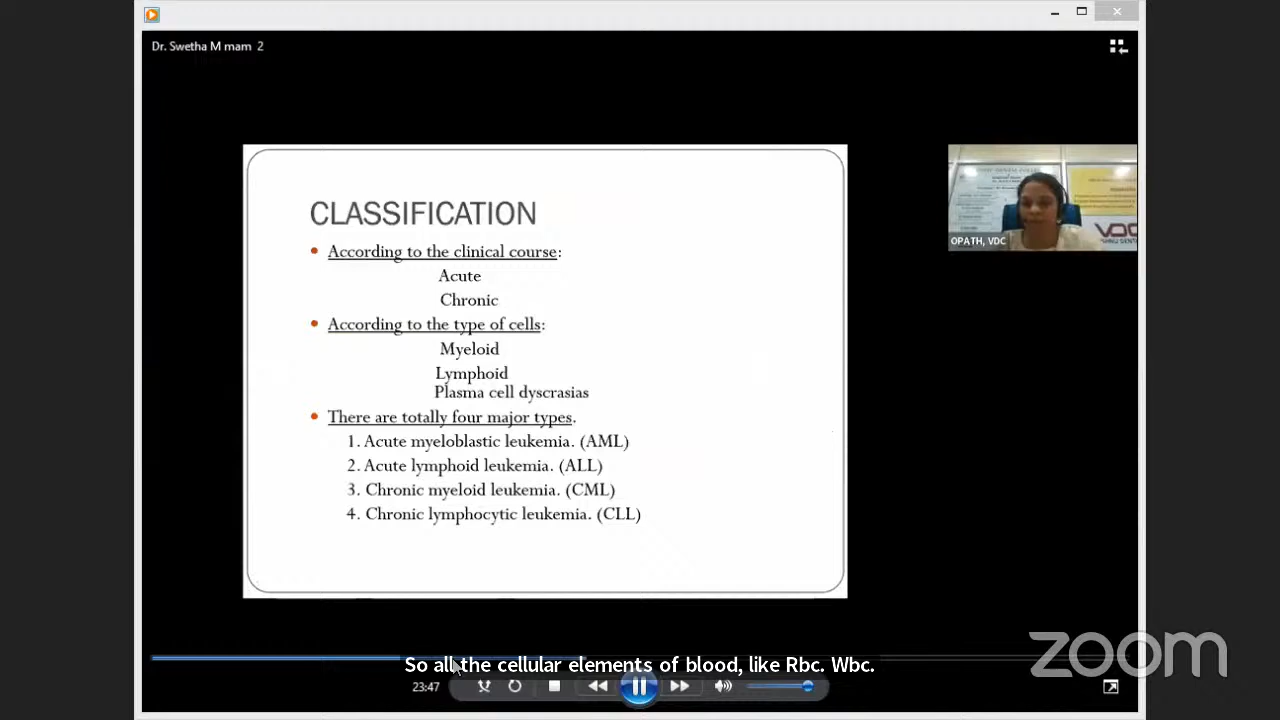 Dr. Swetha M mam 2
CLASSIFICATION
• According to the clinical course:
Acute
Chronic
• According to the type of cells:
Myeloid
Lymphoid
Plasma cell dyscrasias
• There are totally four major types.
1. Acute myeloblastic leukemia. (AML)
2. Acute lymphoid leukemia. (ALL)
3. Chronic myeloid leukemia. (CML)
4. Chronic lymphocytic leukemia. (CLL)
OPATH, VDC
So all the cellular elements of blood, like Rbc. Wbc.
23:47
zoom